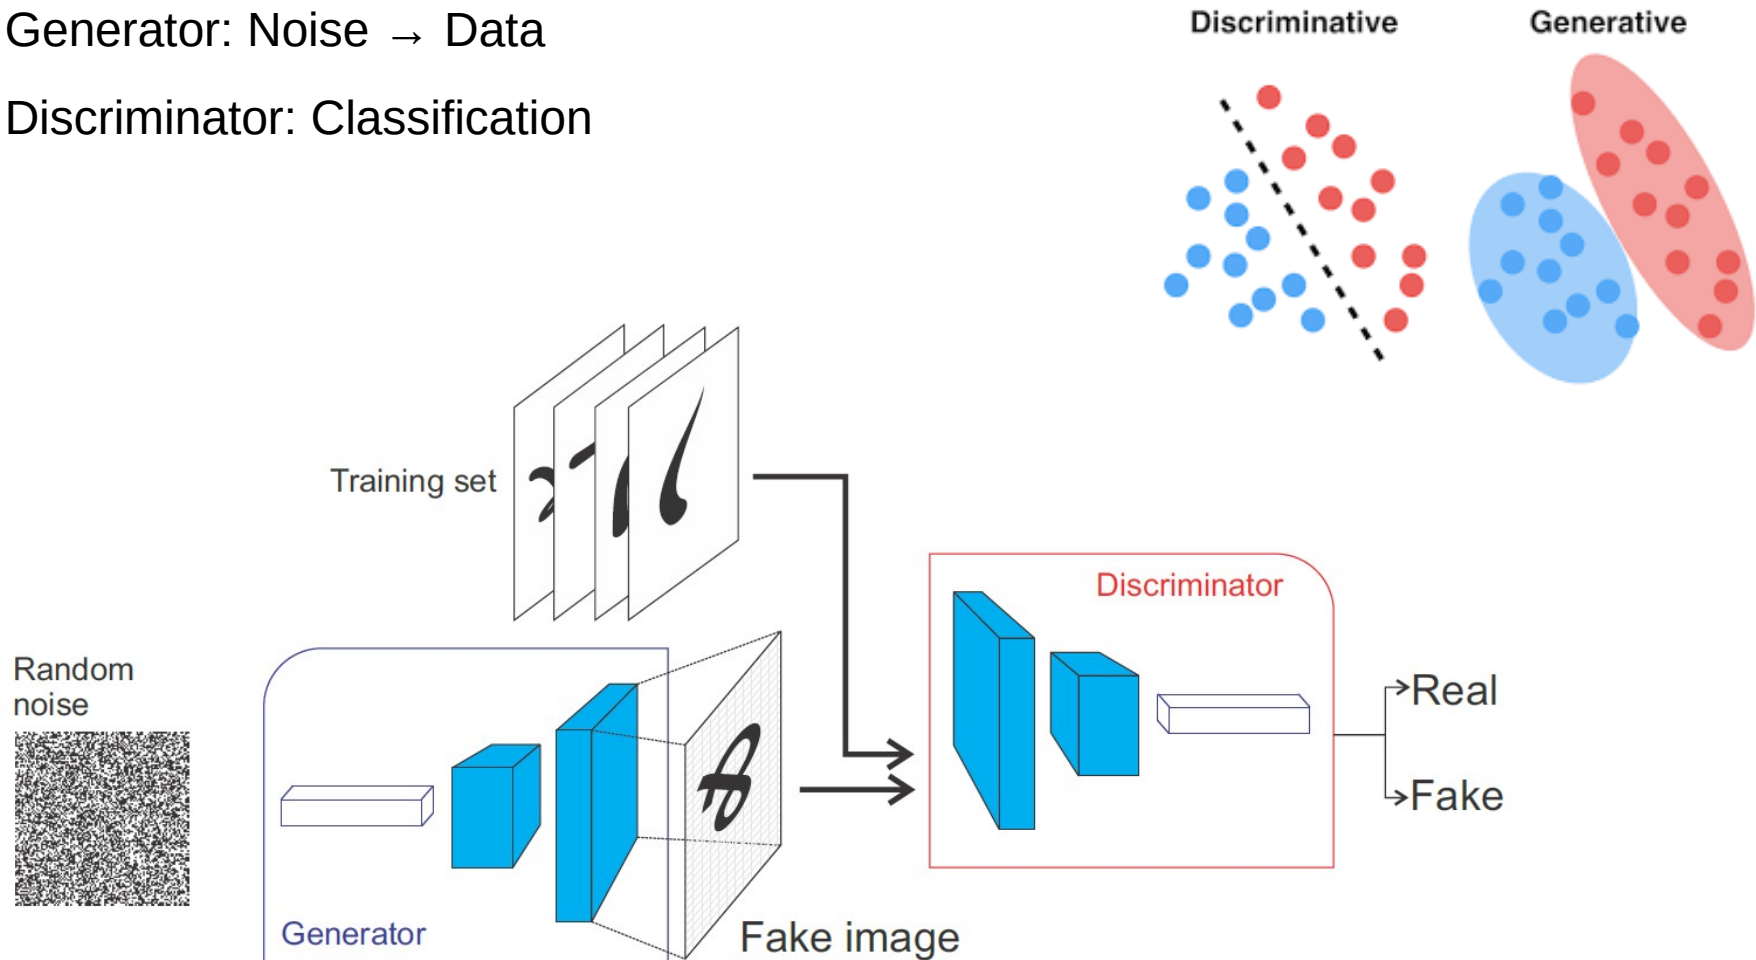 Generator: Noise → Data
Discriminator: Classification
Discriminative
Generative
Training set
Random
noise
Generator
Fake image
Discriminator
Real
Fake